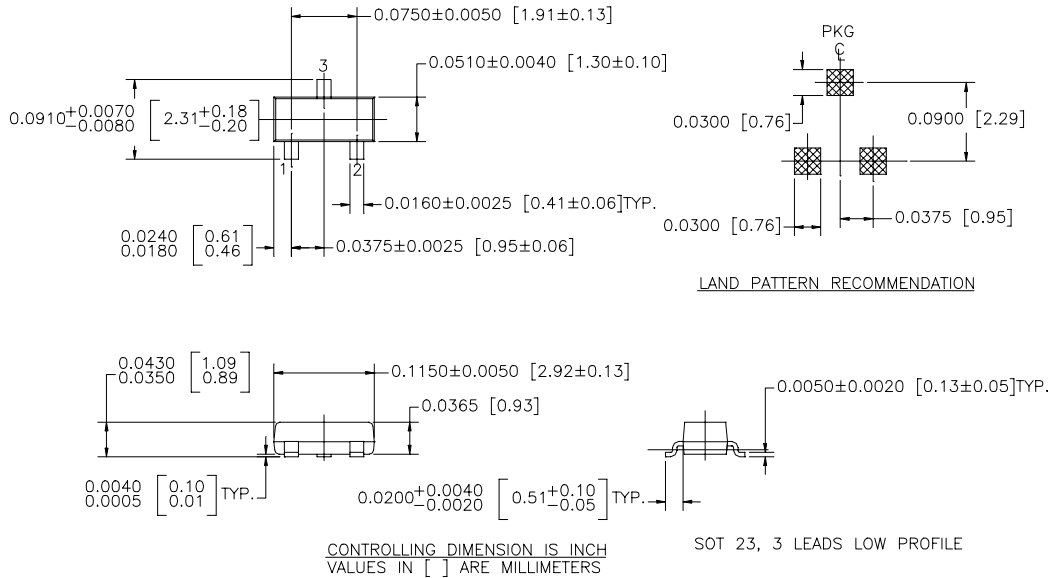 0.0750±0.0050 [1.91±0.13]
3
0.0510±0.0040 [1.30±0.10]
0.0910+0.0070 -0.0080 [2.31+0.18 -0.20]
1
2
0.0160±0.0025 [0.41±0.06]TYP.
0.0240 [0.61
0.0180 0.46]
0.0375±0.0025 [0.95±0.06]
PKG
CL
0.0300 [0.76]
0.0900 [2.29]
0.0300 [0.76]
0.0375 [0.95]
LAND PATTERN RECOMMENDATION
0.0430 [1.09
0.0350 0.89]
0.1150±0.0050 [2.92±0.13]
0.0365 [0.93]
0.0050±0.0020 [0.13±0.05]TYP.
0.0040 [0.10
0.0005 0.01] TYP.
0.0200+0.0040 -0.0020 [0.51+0.10 -0.05] TYP.
CONTROLLING DIMENSION IS INCH
VALUES IN [ ] ARE MILLIMETERS
SOT 23, 3 LEADS LOW PROFILE